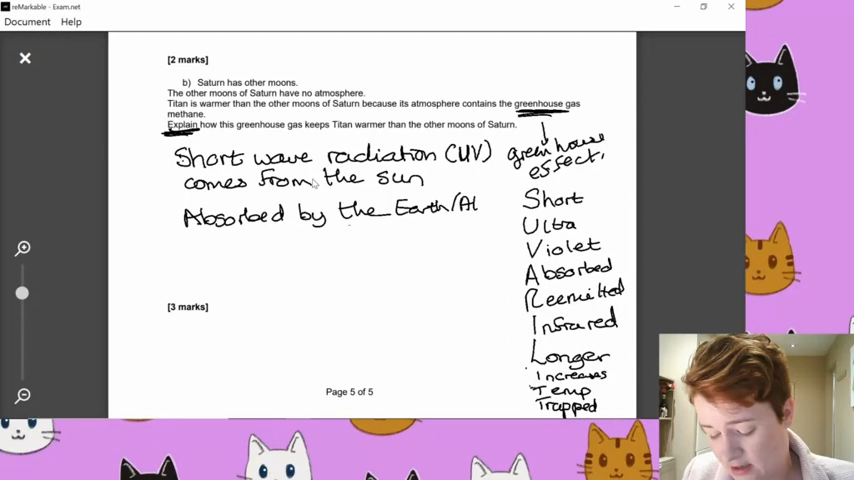 reMarkable - Exam.net
Document Help
[2 marks]
b) Saturn has other moons.
The other moons of Saturn have no atmosphere.
Titan is warmer than the other moons of Saturn because its atmosphere contains the greenhouse gas
methane.
Explain how this greenhouse gas keeps Titan warmer than the other moons of Saturn.
Short wave radiation (UV)
comes from the sun
Absorbed by the Earth/At
greenhouse
effect.
Short
Ultra
Violet
Absorbed
Reemitted
Infrared
Longer
Increases
Temp
Trapped
[3 marks]
Page 5 of 5